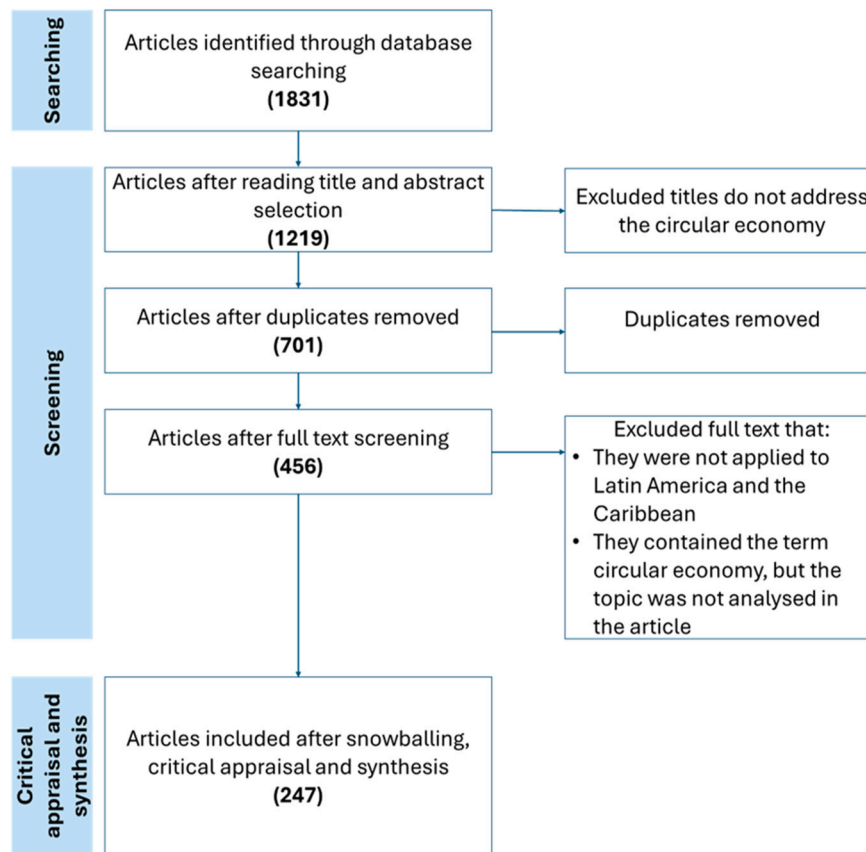 Searching
Articles identified through database
searching
(1831)
Screening
Articles after reading title and abstract
selection
(1219)
Excluded titles do not address
the circular economy
Articles after duplicates removed
(701)
Duplicates removed
Articles after full text screening
(456)
Excluded full text that:
• They were not applied to
Latin America and the
Caribbean
• They contained the term
circular economy, but the
topic was not analysed in
the article
Critical
appraisal and
synthesis
Articles included after snowballing,
critical appraisal and synthesis
(247)